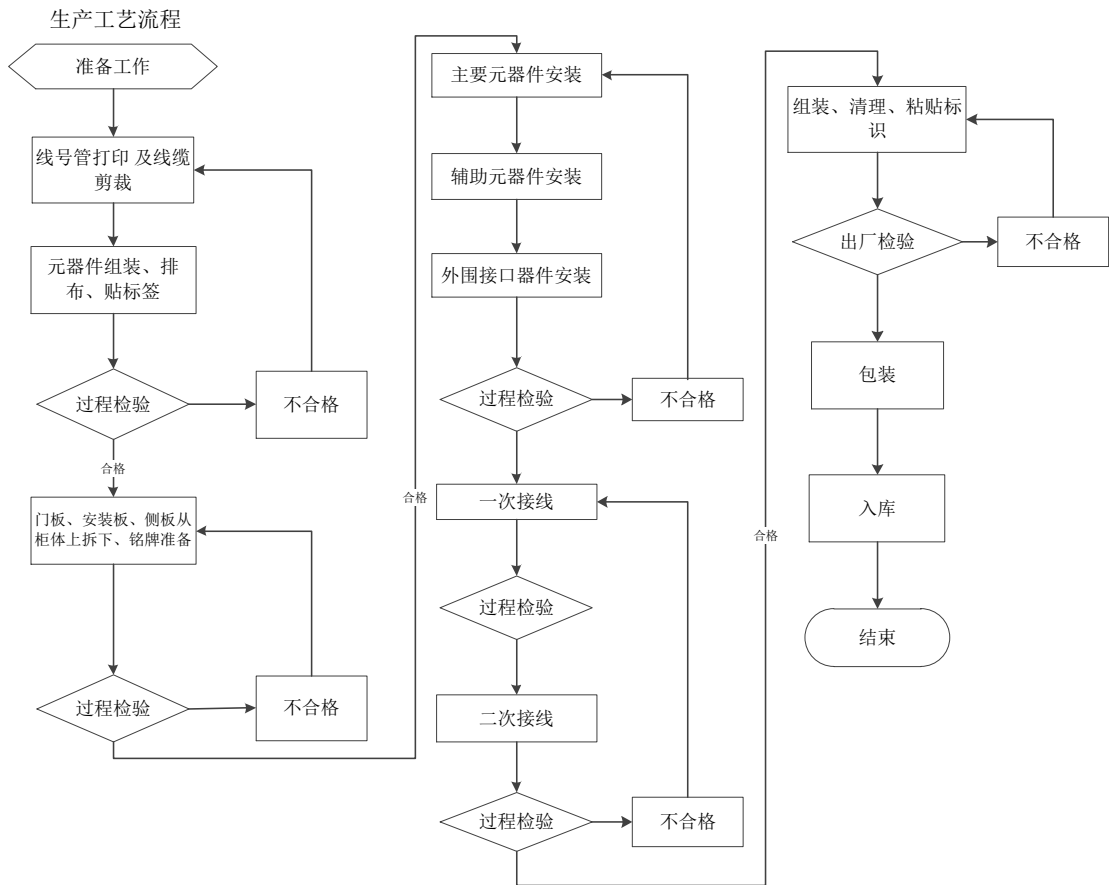 生产工艺流程
准备工作
线号管打印 及线缆
剪裁
元器件组装、排
布、贴标签
过程检验
不合格
合格
门板、安装板、侧板从
柜体上拆下、铭牌准备
过程检验
不合格
合格
主要元器件安装
辅助元器件安装
外围接口器件安装
过程检验
不合格
一次接线
过程检验
二次接线
过程检验
不合格
合格
组装、清理、粘贴标
识
出厂检验
不合格
包装
入库
结束